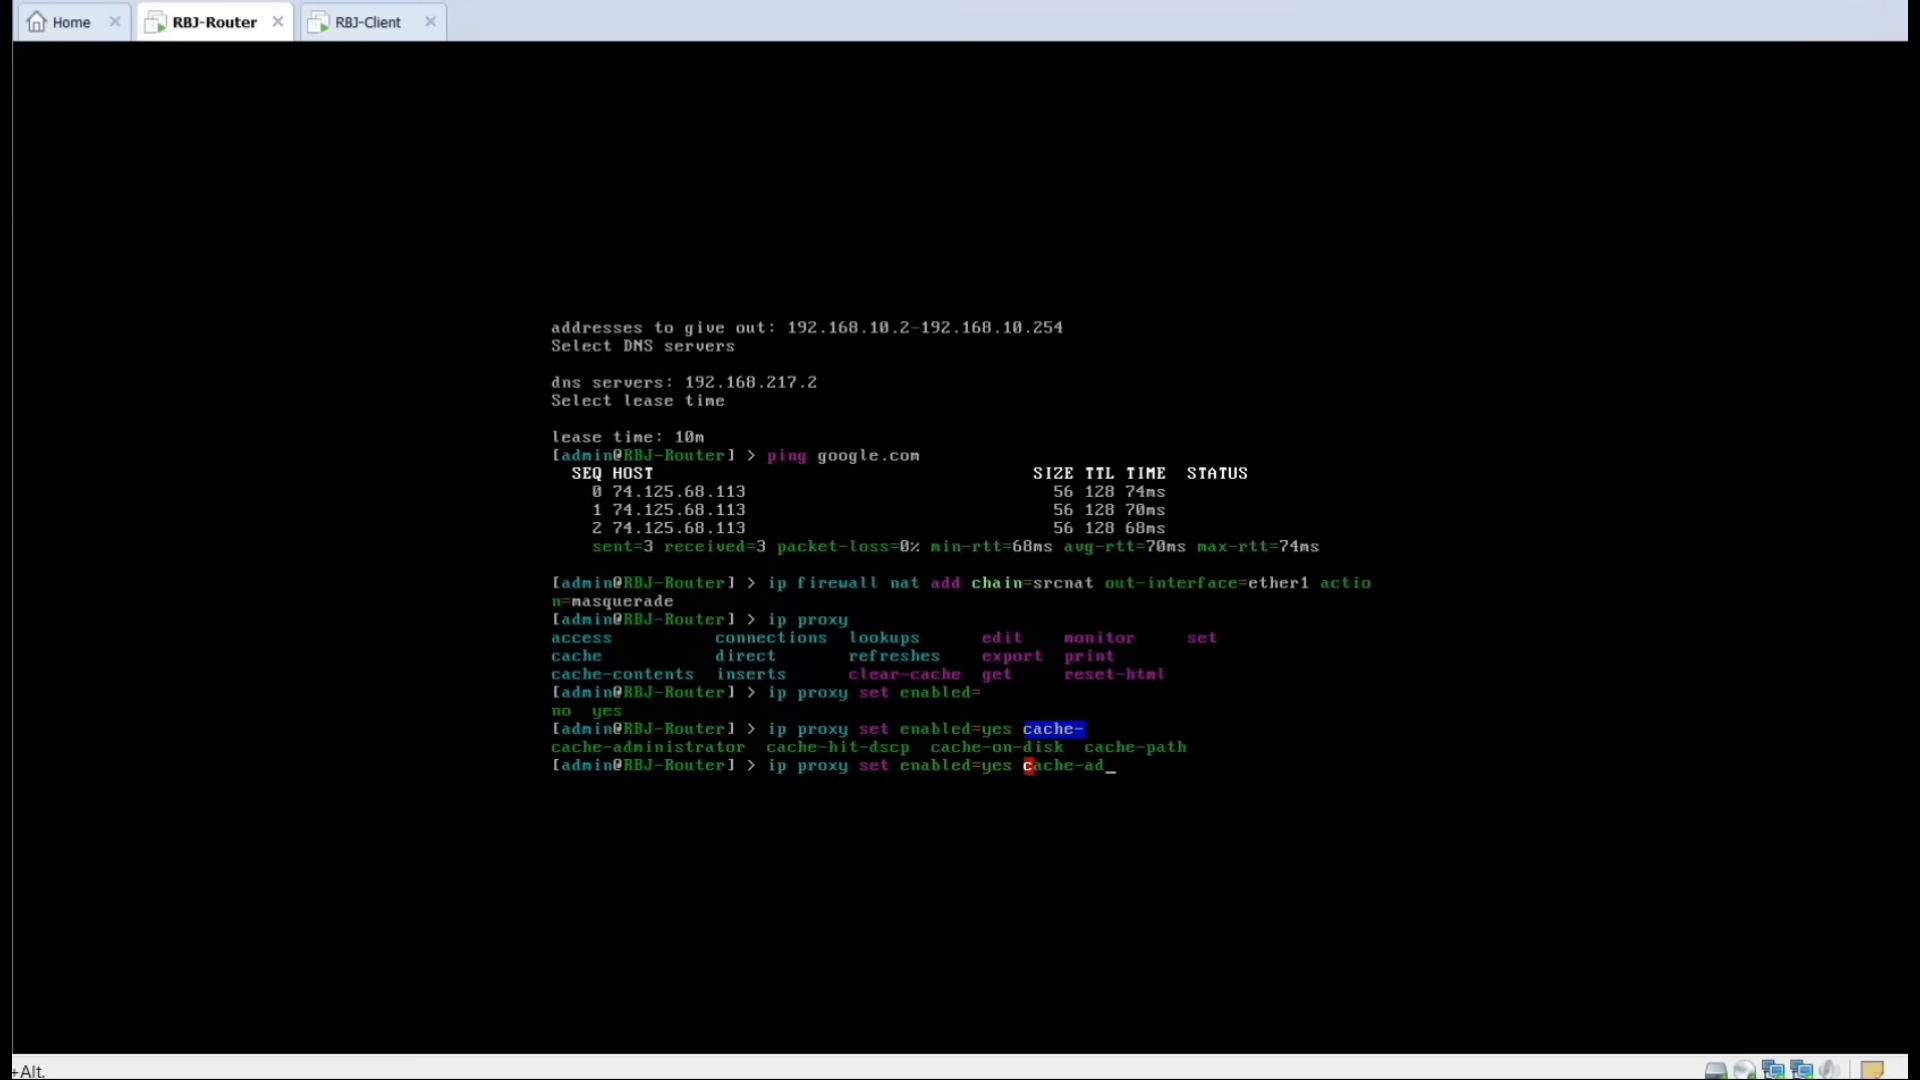 Home RBJ-Router RBJ-Client
addresses to give out: 192.168.10.2-192.168.10.254
Select DNS servers
dns servers: 192.168.217.2
Select lease time
lease time: 10m
[admin@RBJ-Router] > ping google.com
SEQ HOST SIZE TTL TIME STATUS
0 74.125.68.113 56 128 74ms
1 74.125.68.113 56 128 70ms
2 74.125.68.113 56 128 68ms
sent=3 received=3 packet-loss=0% min-rtt=68ms avg-rtt=70ms max-rtt=74ms
[admin@RBJ-Router] > ip firewall nat add chain=srcnat out-interface=ether1 actio
n=masquerade
[admin@RBJ-Router] > ip proxy
access connections lookups edit monitor set
cache direct refreshes export print
cache-contents inserts clear-cache get reset-html
[admin@RBJ-Router] > ip proxy set enabled=
no yes
[admin@RBJ-Router] > ip proxy set enabled=yes cache-
cache-administrator cache-hit-dscp cache-on-disk cache-path
[admin@RBJ-Router] > ip proxy set enabled=yes cache-ad_
+Alt.